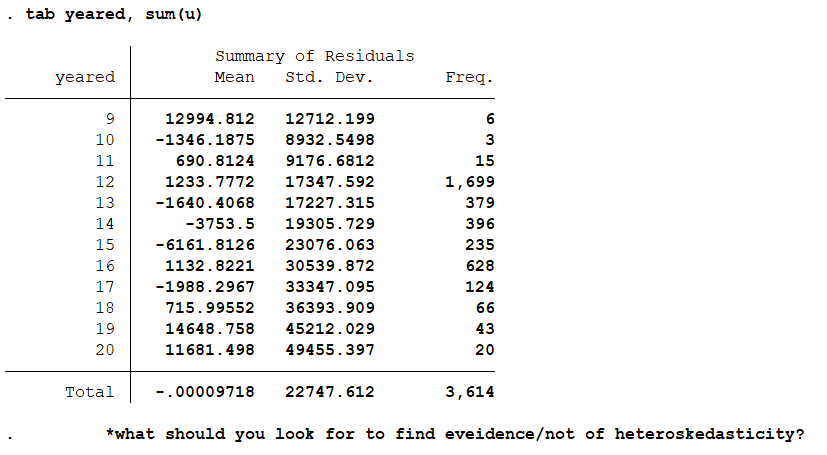 . tab yeared, sum(u)
Summary of Residuals
yeared Mean Std. Dev. Freq.
9 12994.812 12712.199 6
10 -1346.1875 8932.5498 3
11 690.8124 9176.6812 15
12 1233.7772 17347.592 1,699
13 -1640.4068 17227.315 379
14 -3753.5 19305.729 396
15 -6161.8126 23076.063 235
16 1132.8221 30539.872 628
17 -1988.2967 33347.095 124
18 715.99552 36393.909 66
19 14648.758 45212.029 43
20 11681.498 49455.397 20
Total -.00009718 22747.612 3,614
. *what should you look for to find eveidence/not of heteroskedasticity?